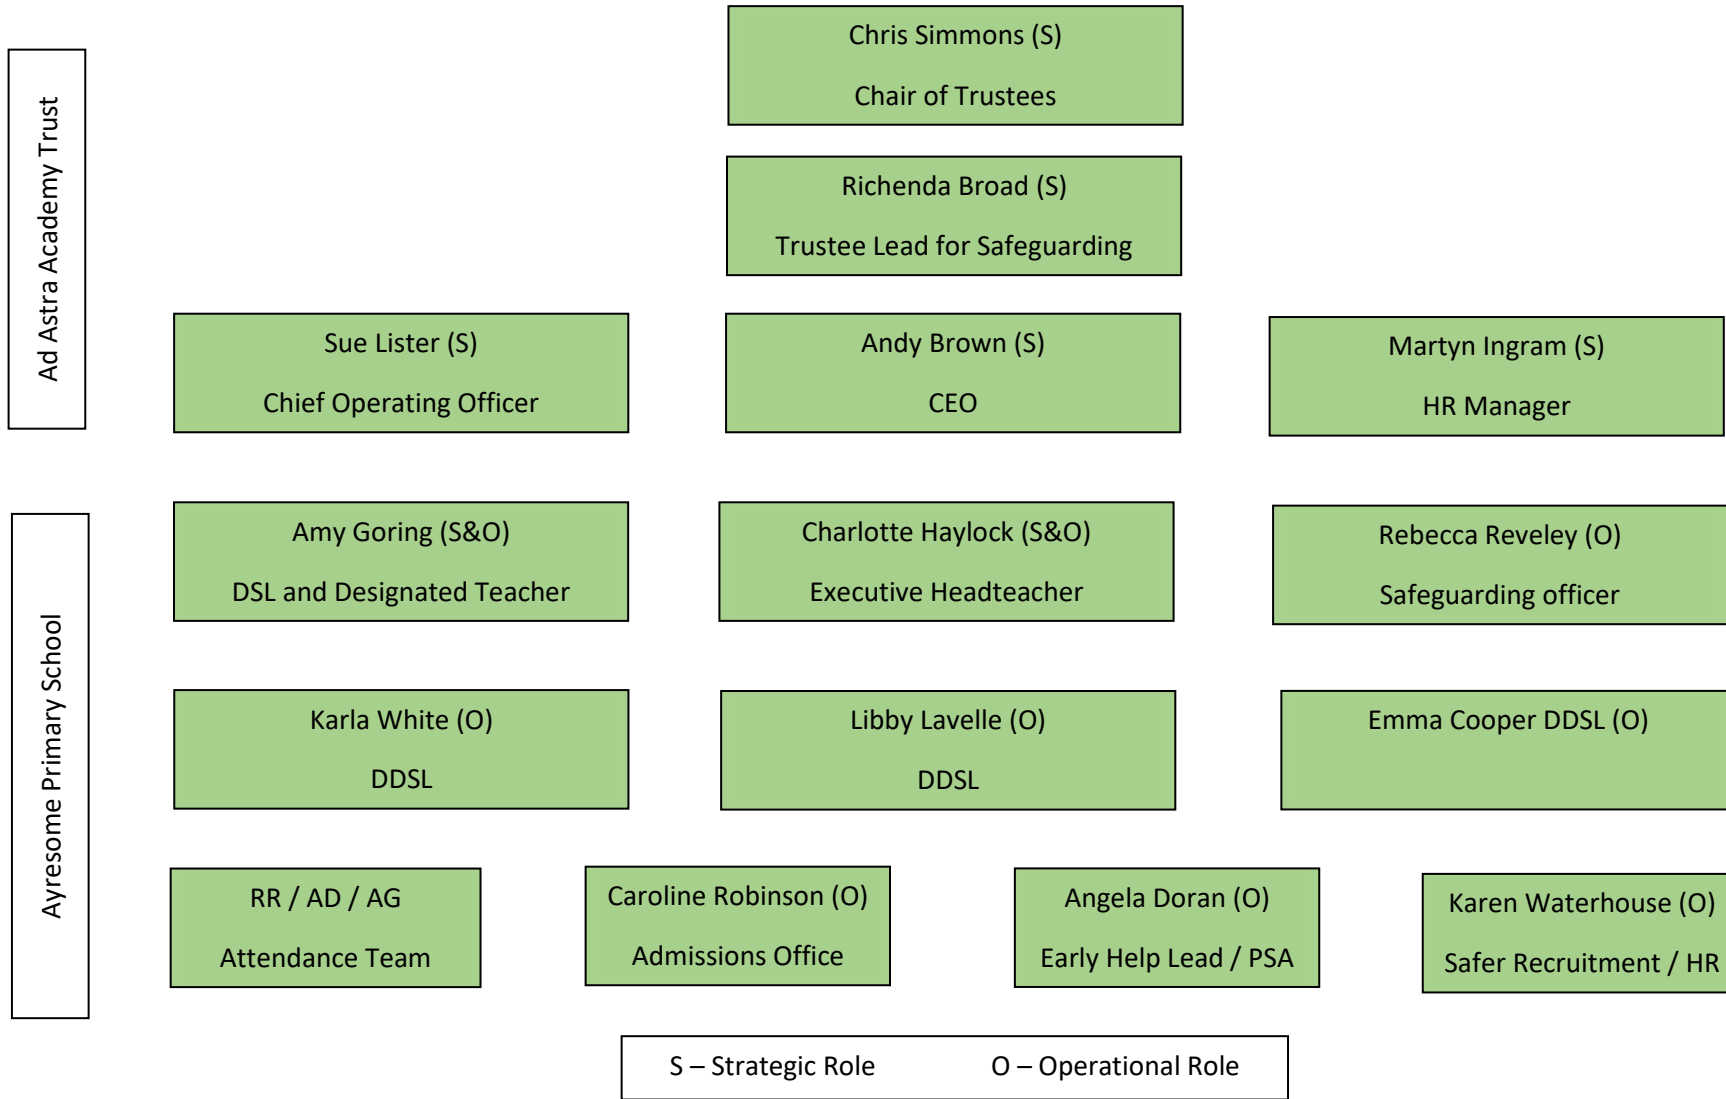 Ad Astra Academy Trust
Chris Simmons (S)
Chair of Trustees
Richenda Broad (S)
Trustee Lead for Safeguarding
Sue Lister (S)
Chief Operating Officer
Andy Brown (S)
CEO
Martyn Ingram (S)
HR Manager
Ayresome Primary School
Amy Goring (S&O)
DSL and Designated Teacher
Charlotte Haylock (S&O)
Executive Headteacher
Rebecca Reveley (O)
Safeguarding officer
Karla White (O)
DDSL
Libby Lavelle (O)
DDSL
Emma Cooper DDSL (O)
RR / AD / AG
Attendance Team
Caroline Robinson (O)
Admissions Office
Angela Doran (O)
Early Help Lead / PSA
Karen Waterhouse (O)
Safer Recruitment / HR
S – Strategic Role O – Operational Role